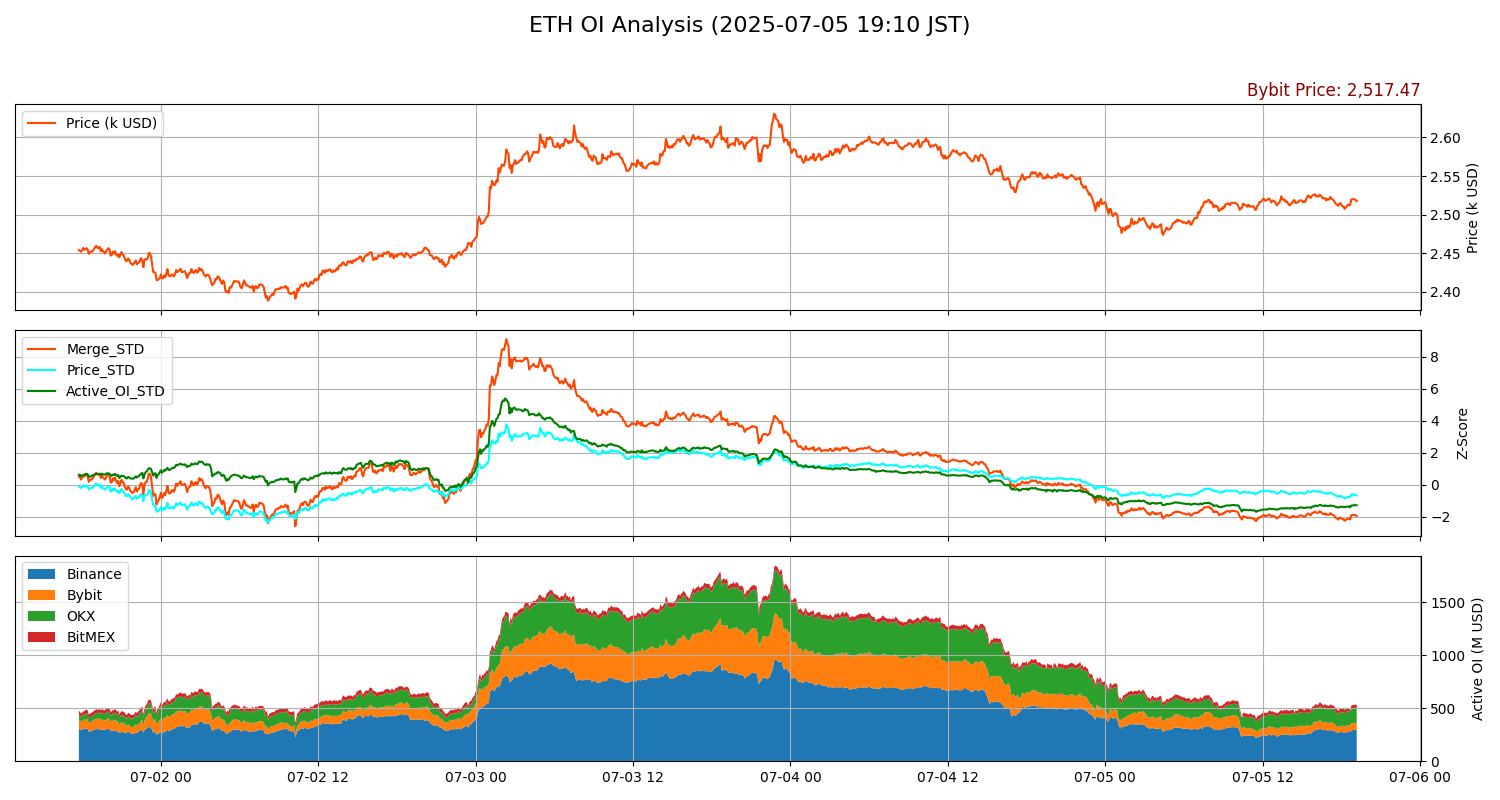 ETH OI Analysis (2025-07-05 19:10 JST)
Bybit Price: 2,517.47
Price (k USD)
2.60
2.55
2.50
2.45
2.40
Price (k USD)
Merge_STD
Price_STD
Active_OI_STD
8
6
4
2
0
−2
Z-Score
Binance
Bybit
OKX
BitMEX
1500
1000
500
0
Active OI (M USD)
07-02 00
07-02 12
07-03 00
07-03 12
07-04 00
07-04 12
07-05 00
07-05 12
07-06 00